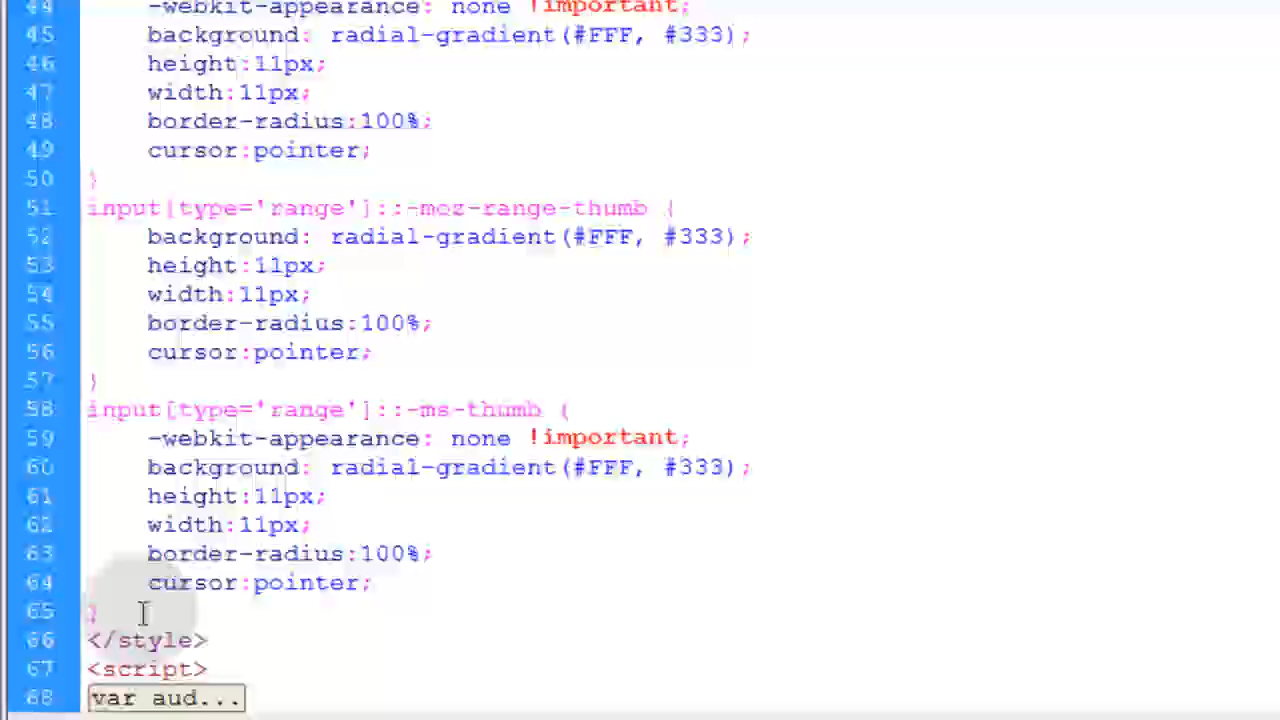 44 -webkit-appearance: none !important;
45 background: radial-gradient(#FFF, #333);
46 height:11px;
47 width:11px;
48 border-radius:100%;
49 cursor:pointer;
50 }
51 input[type='range']::-moz-range-thumb {
52 background: radial-gradient(#FFF, #333);
53 height:11px;
54 width:11px;
55 border-radius:100%;
56 cursor:pointer;
57 }
58 input[type='range']::-ms-thumb {
59 -webkit-appearance: none !important;
60 background: radial-gradient(#FFF, #333);
61 height:11px;
62 width:11px;
63 border-radius:100%;
64 cursor:pointer;
65 }
66 </style>
67 <script>
68 var aud...